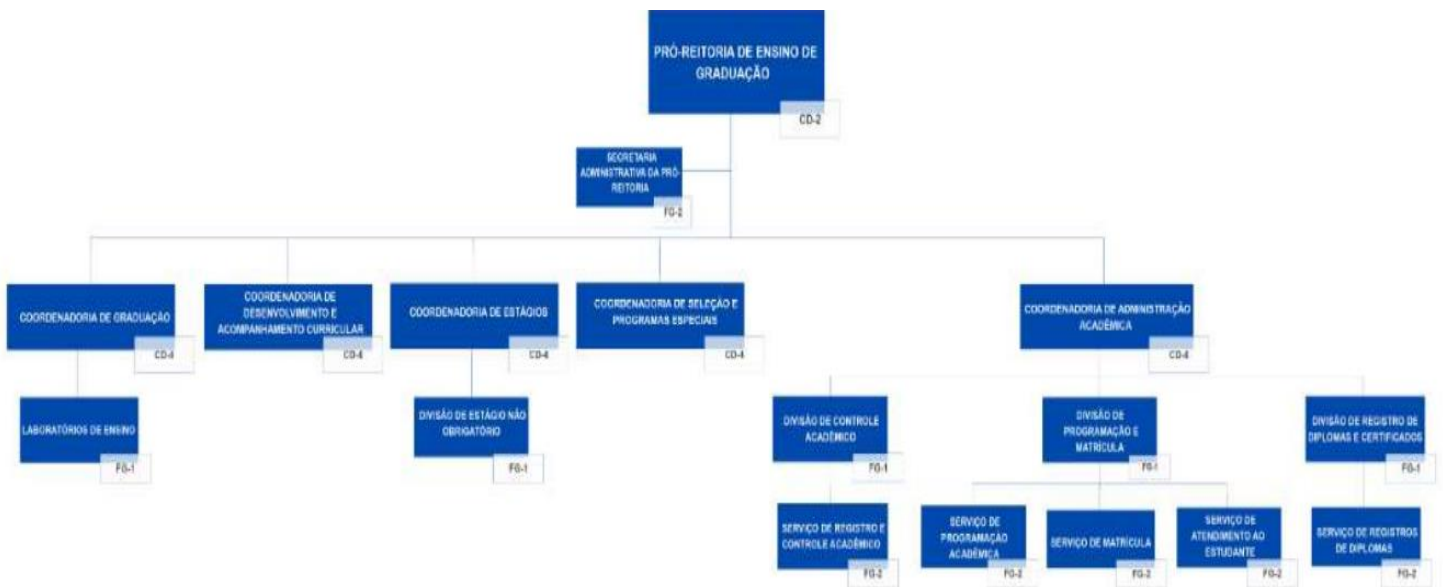 PRÓ-REITORIA DE ENSINO DE
GRADUAÇÃO
CD-2
SECRETARIA
ADMINISTRATIVA DA PRÓ-
REITORIA
FG-2
COORDENADORIA DE GRADUAÇÃO
CD-4
COORDENADORIA DE
DESENVOLVIMENTO E
ACOMPANHAMENTO CURRICULAR
CD-4
COORDENADORIA DE ESTÁGIOS
CD-4
COORDENADORIA DE SELEÇÃO E
PROGRAMAS ESPECIAIS
CD-4
COORDENADORIA DE ADMINISTRAÇÃO
ACADÊMICA
CD-4
LABORATÓRIOS DE ENSINO
FG-1
DIVISÃO DE ESTÁGIO NÃO
OBRIGATÓRIO
FG-1
DIVISÃO DE CONTROLE
ACADÊMICO
FG-1
DIVISÃO DE
PROGRAMAÇÃO E
MATRÍCULA
FG-1
DIVISÃO DE REGISTRO DE
DIPLOMAS E CERTIFICADOS
FG-1
SERVIÇO DE REGISTRO E
CONTROLE ACADÊMICO
FG-2
SERVIÇO DE
PROGRAMAÇÃO
ACADÊMICA
FG-2
SERVIÇO DE MATRÍCULA
FG-2
SERVIÇO DE
ATENDIMENTO AO
ESTUDANTE
FG-2
SERVIÇO DE REGISTROS
DE DIPLOMAS
FG-2